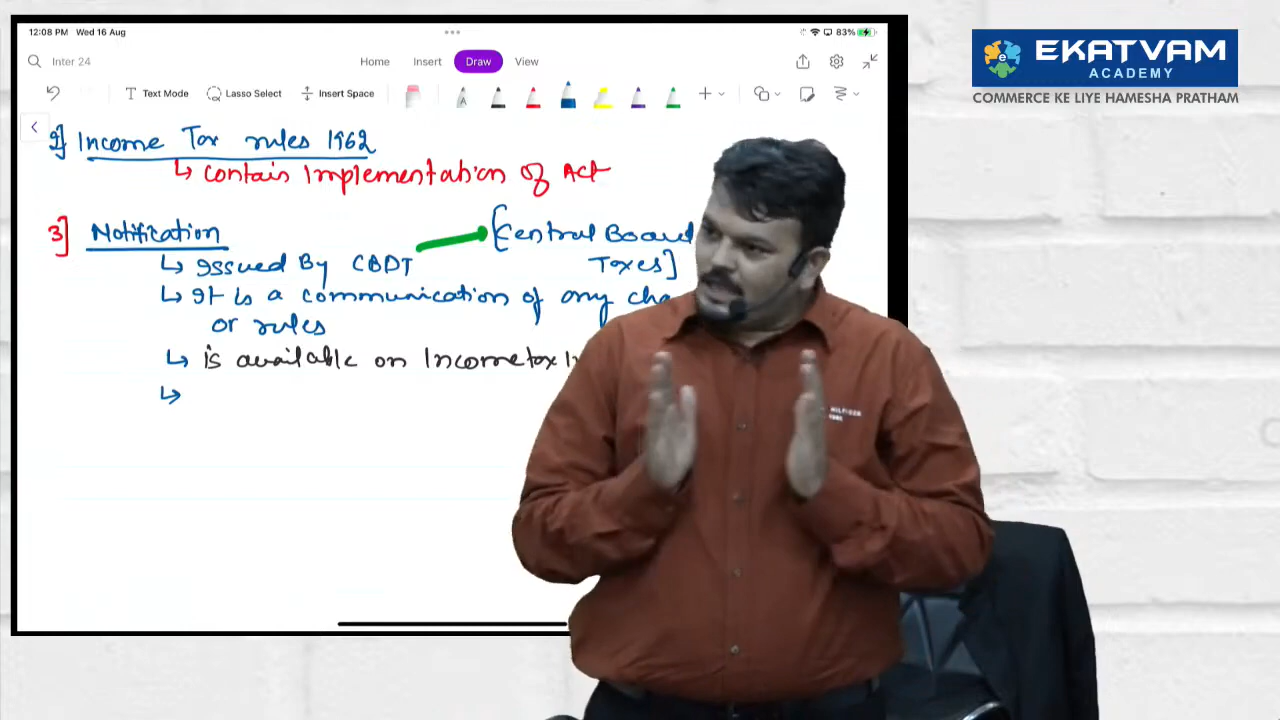 12:08 PM Wed 16 Aug
83%
Inter 24
Home Insert Draw View
Text Mode Lasso Select Insert Space
EKATVAM
ACADEMY
COMMERCE KE LIYE HAMESHA PRATHAM
2] Income Tax rules 1962
↳ Contain Implementation of Act
3] Notification
[Central Board
↳ Issued By CBDT
Taxes]
↳ It is a communication of any cha
or rules
↳ is available on Incometax I
↳